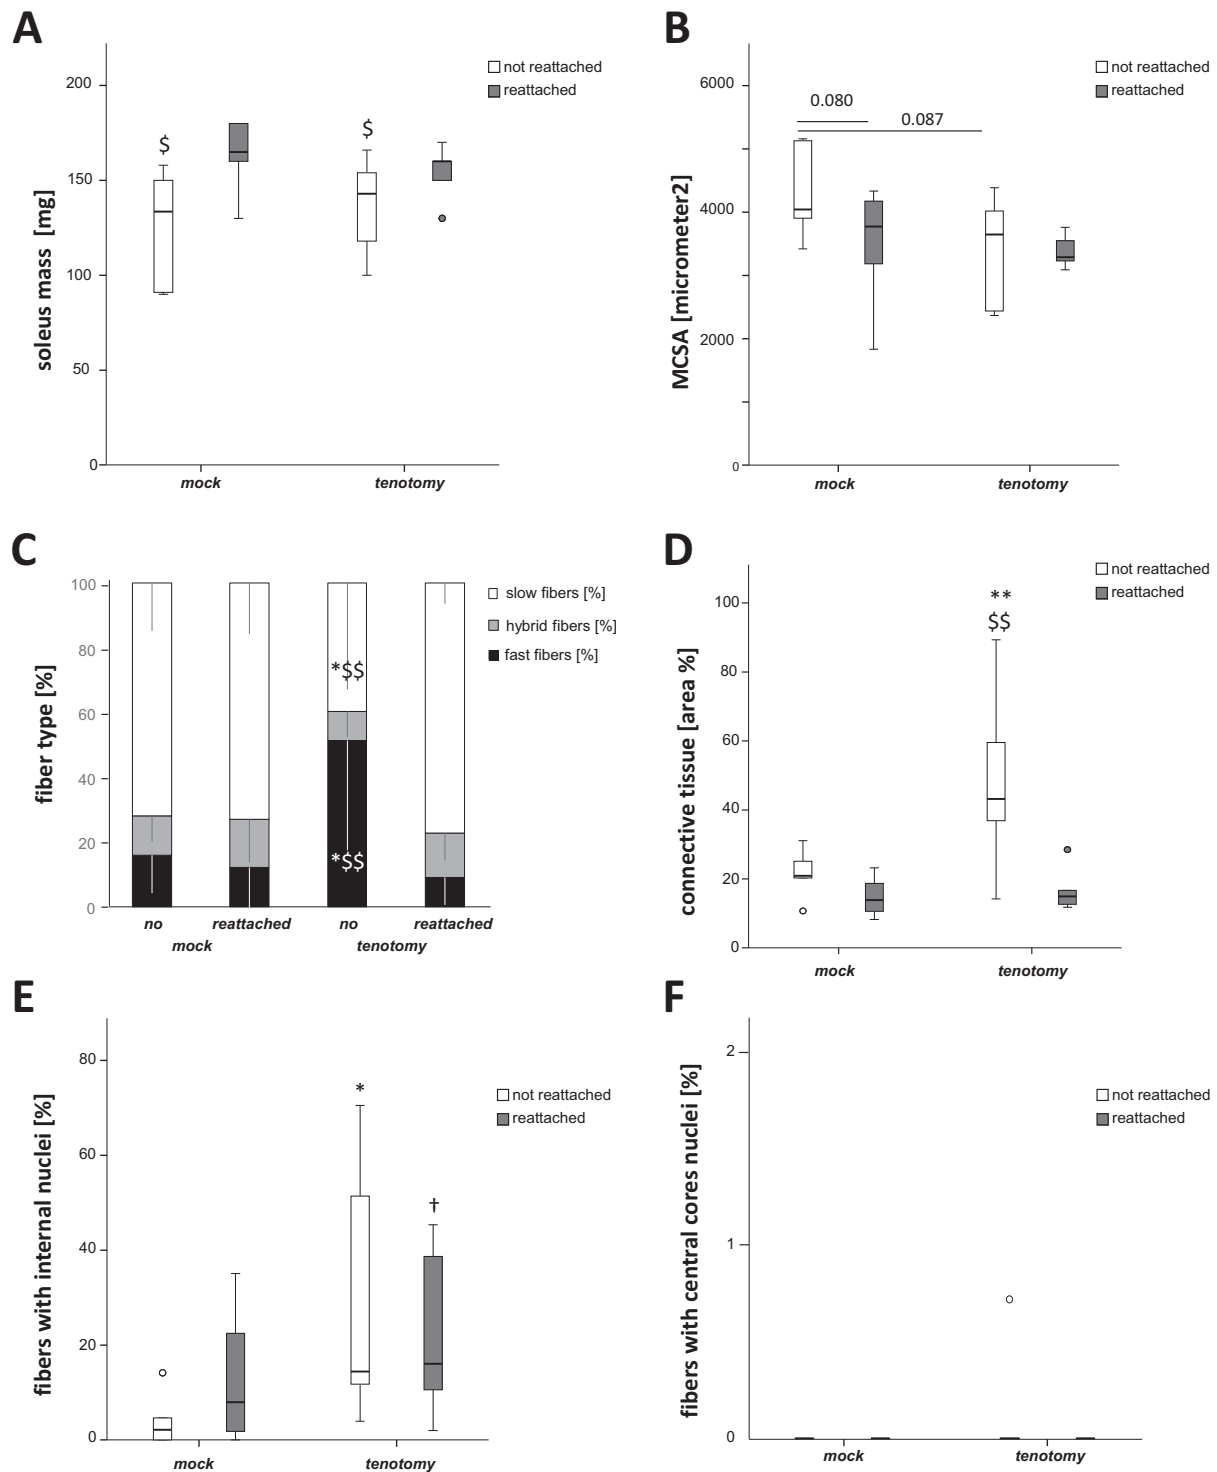 A
soleus mass [mg]
200
150
100
50
0
$
$
not reattached
reattached
mock
tenotomy
B
MCSA [micrometer2]
6000
4000
2000
0
0.080
0.087
not reattached
reattached
mock
tenotomy
C
fiber type [%]
100
80
60
40
20
0
*$$
*$$
slow fibers [%]
hybrid fibers [%]
fast fibers [%]
no reattached no reattached
mock tenotomy
D
connective tissue [area %]
100
80
60
40
20
0
**
$$
not reattached
reattached
mock
tenotomy
E
fibers with internal nuclei [%]
80
60
40
20
0
*
†
not reattached
reattached
mock
tenotomy
F
fibers with central cores nuclei [%]
2
1
0
not reattached
reattached
mock
tenotomy